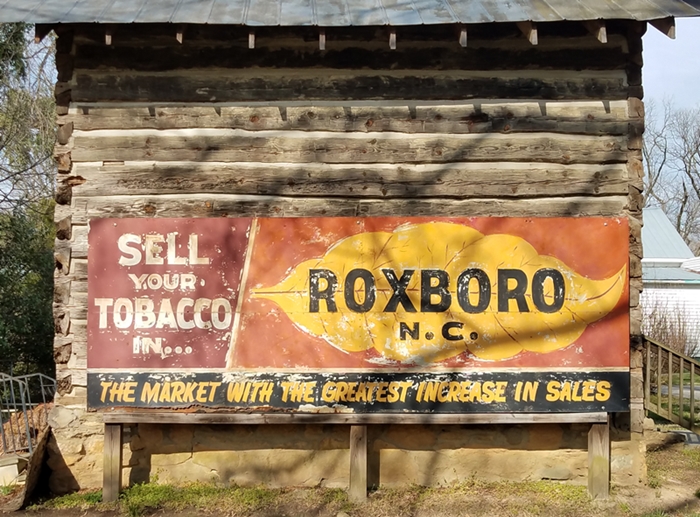 SELL
YOUR
TOBACCO
IN...
ROXBORO
N.C.
THE MARKET WITH THE GREATEST INCREASE IN SALES